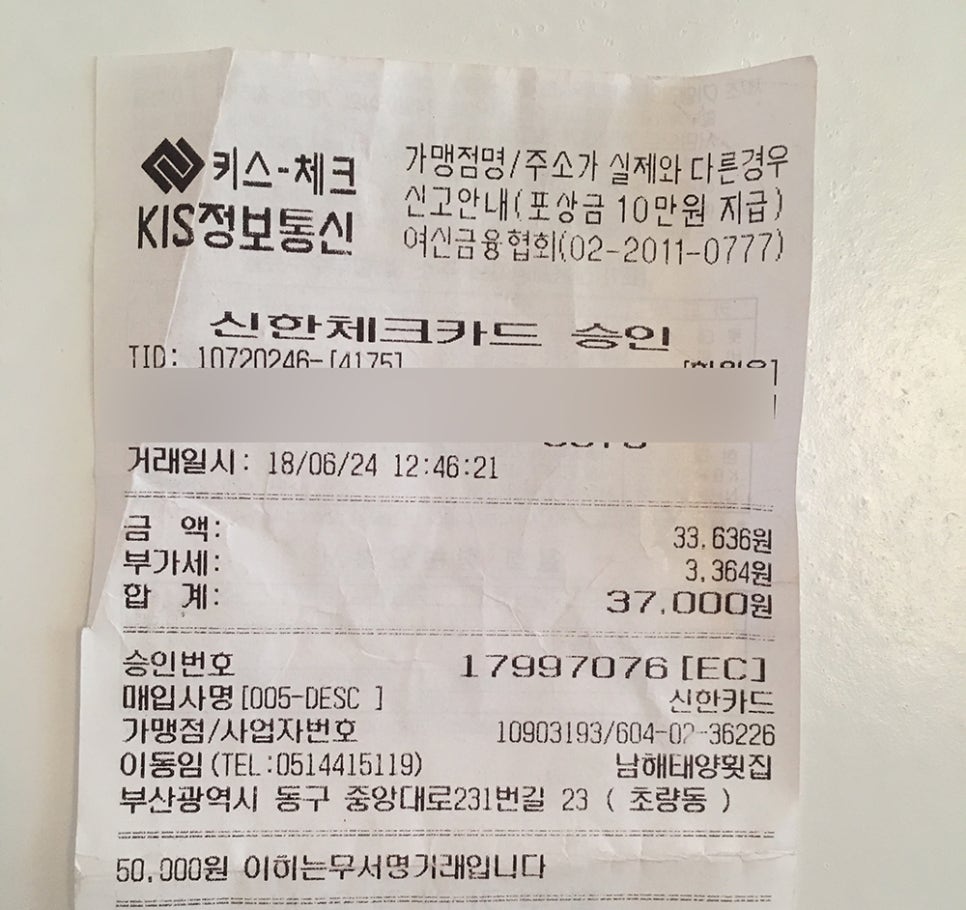 키스-체크
KIS정보통신
가맹점명/주소가 실제와 다른경우
신고안내(포상금 10만원 지급)
여신금융협회(02-2011-0777)
신한체크카드 승인
TID: 10720246-[4175]
거래일시: 18/06/24 12:46:21
금 액: 33,636원
부가세: 3,364원
합 계: 37,000원
승인번호 17997076[EC]
매입사명[005-DESC ] 신한카드
가맹점/사업자번호 10903193/604-02-36226
이동임(TEL:0514415119) 남해태양횟집
부산광역시 동구 중앙대로231번길 23 ( 초량동 )
50,000원 이하는무서명거래입니다